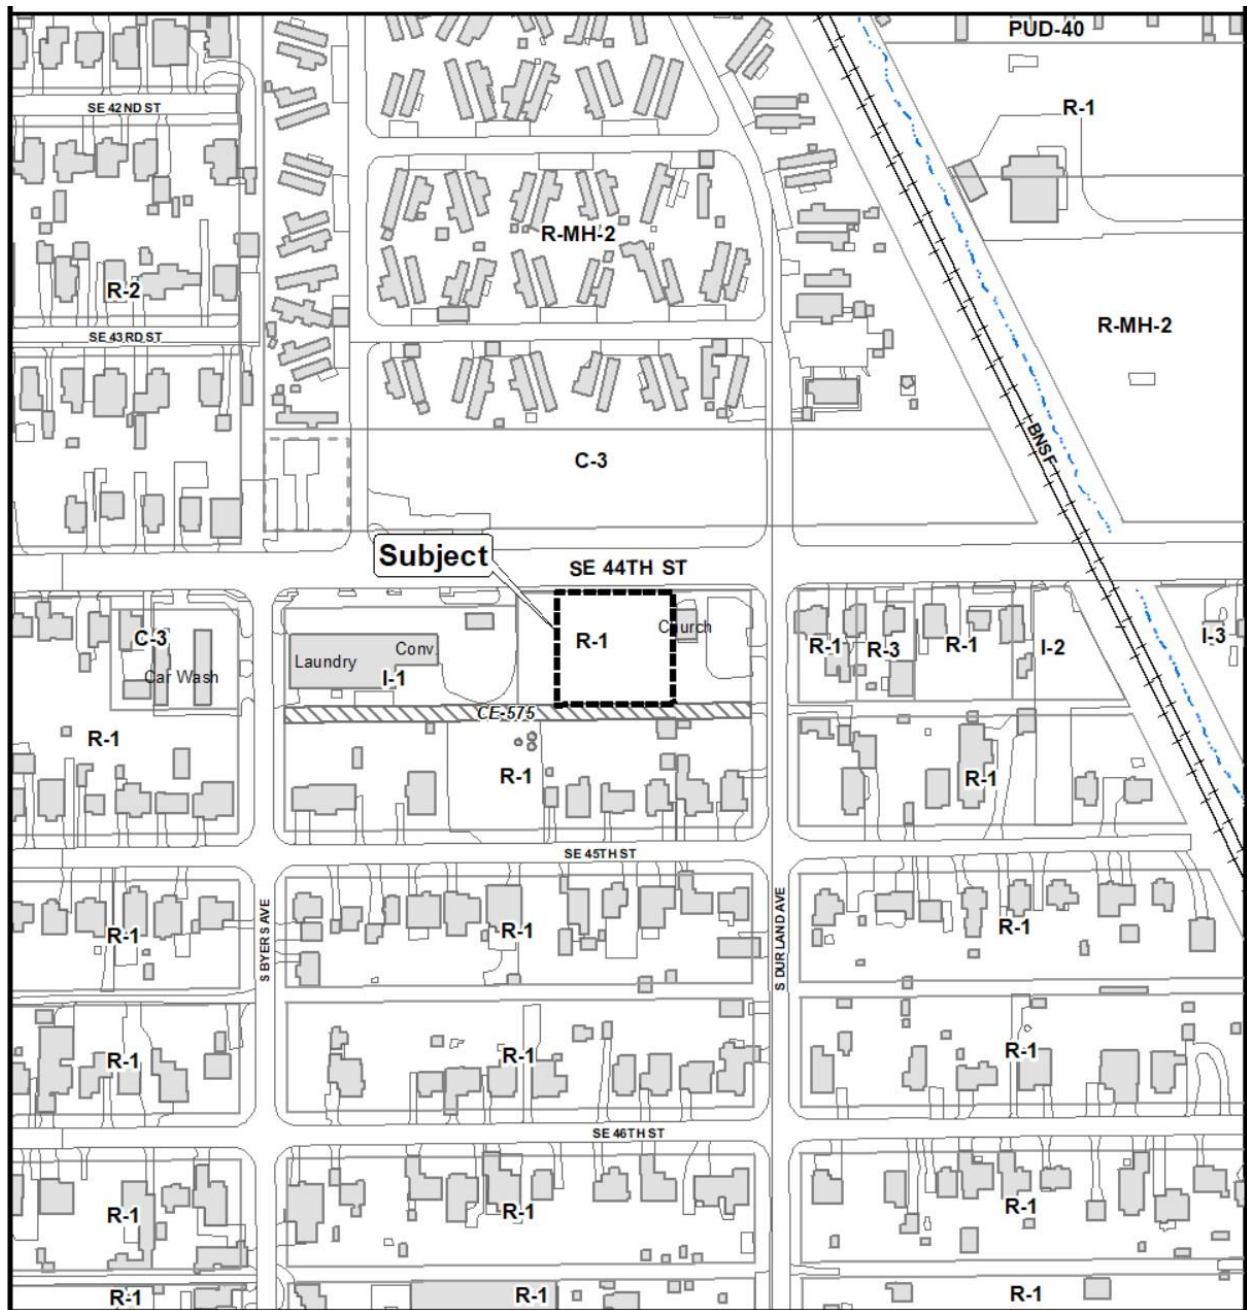 PUD-40
R-1
SE 42ND ST
R-MH-2
R-2
R-MH-2
SE 43RD ST
BNSF
C-3
Subject
SE 44TH ST
R-1
Church
C-3
Car Wash
Laundry
Conv.
I-1
R-1
R-3
R-1
I-2
I-3
CE-575
R-1
R-1
R-1
SE 45TH ST
S BYERS AVE
S DURLAND AVE
R-1
R-1
R-1
R-1
R-1
R-1
SE 46TH ST
R-1
R-1
R-1
R-1
R-1
R-1